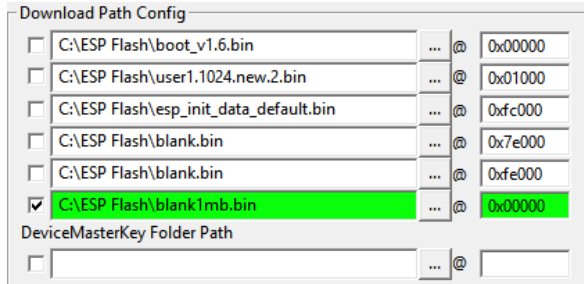 Download Path Config
C:\ESP Flash\boot_v1.6.bin ... @ 0x00000
C:\ESP Flash\user1.1024.new.2.bin ... @ 0x01000
C:\ESP Flash\esp_init_data_default.bin ... @ 0xfc000
C:\ESP Flash\blank.bin ... @ 0x7e000
C:\ESP Flash\blank.bin ... @ 0xfe000
C:\ESP Flash\blank1mb.bin ... @ 0x00000
DeviceMasterKey Folder Path
... @